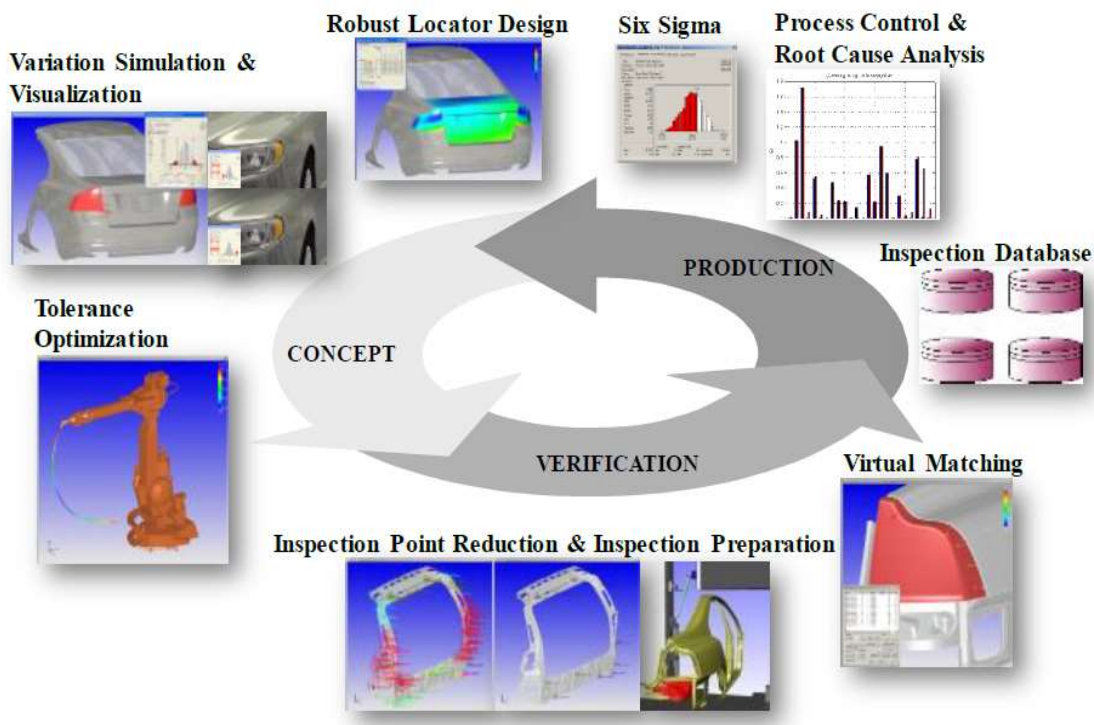 Robust Locator Design
Six Sigma
Process Control &
Root Cause Analysis
Variation Simulation &
Visualization
PRODUCTION
Inspection Database
Tolerance
Optimization
CONCEPT
VERIFICATION
Virtual Matching
Inspection Point Reduction & Inspection Preparation